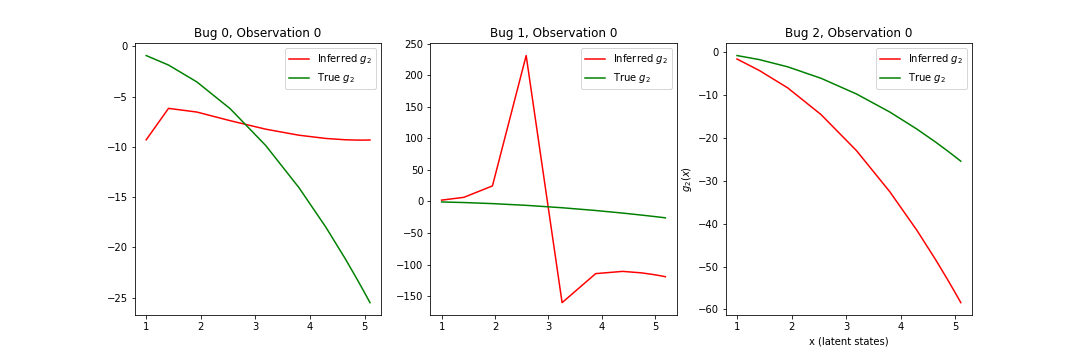 Bug 0, Observation 0
Inferred g₂
True g₂
0
−5
−10
−15
−20
−25
1 2 3 4 5
Bug 1, Observation 0
Inferred g₂
True g₂
250
200
150
100
50
0
−50
−100
−150
1 2 3 4 5
Bug 2, Observation 0
Inferred g₂
True g₂
g₂(x)
0
−10
−20
−30
−40
−50
−60
1 2 3 4 5
x (latent states)